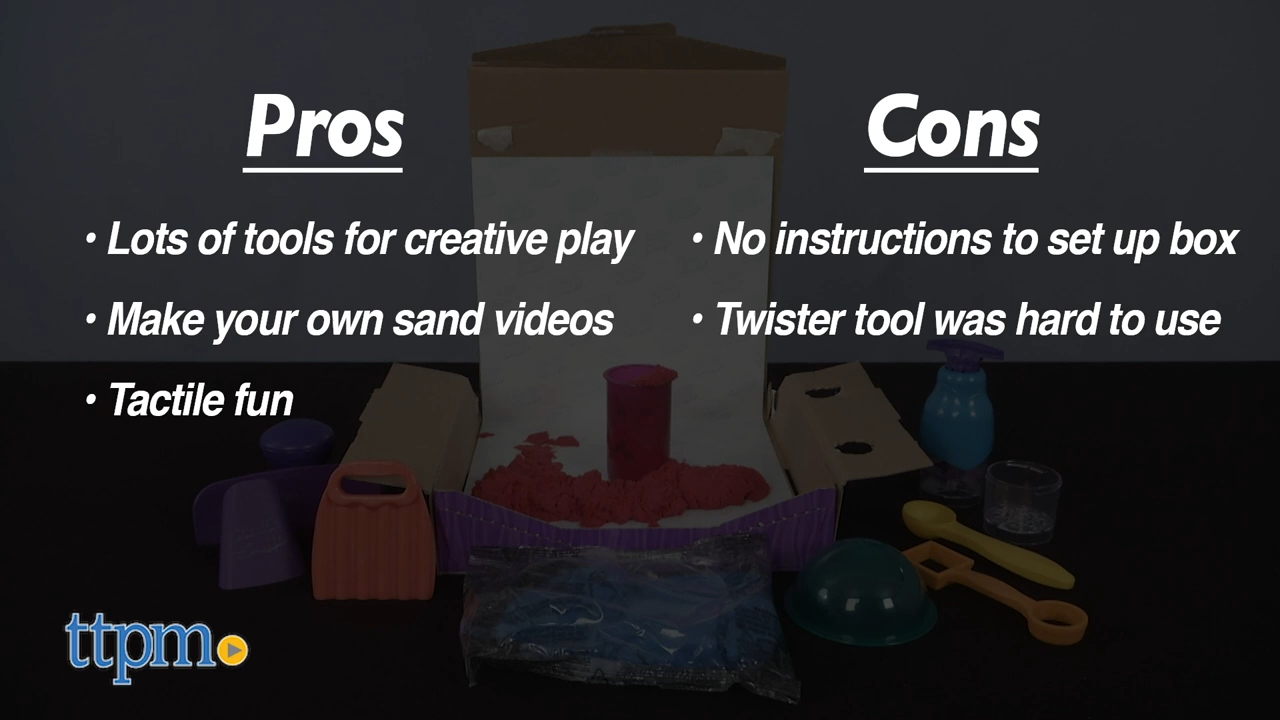 Pros
• Lots of tools for creative play
• Make your own sand videos
• Tactile fun
Cons
• No instructions to set up box
• Twister tool was hard to use
ttpm